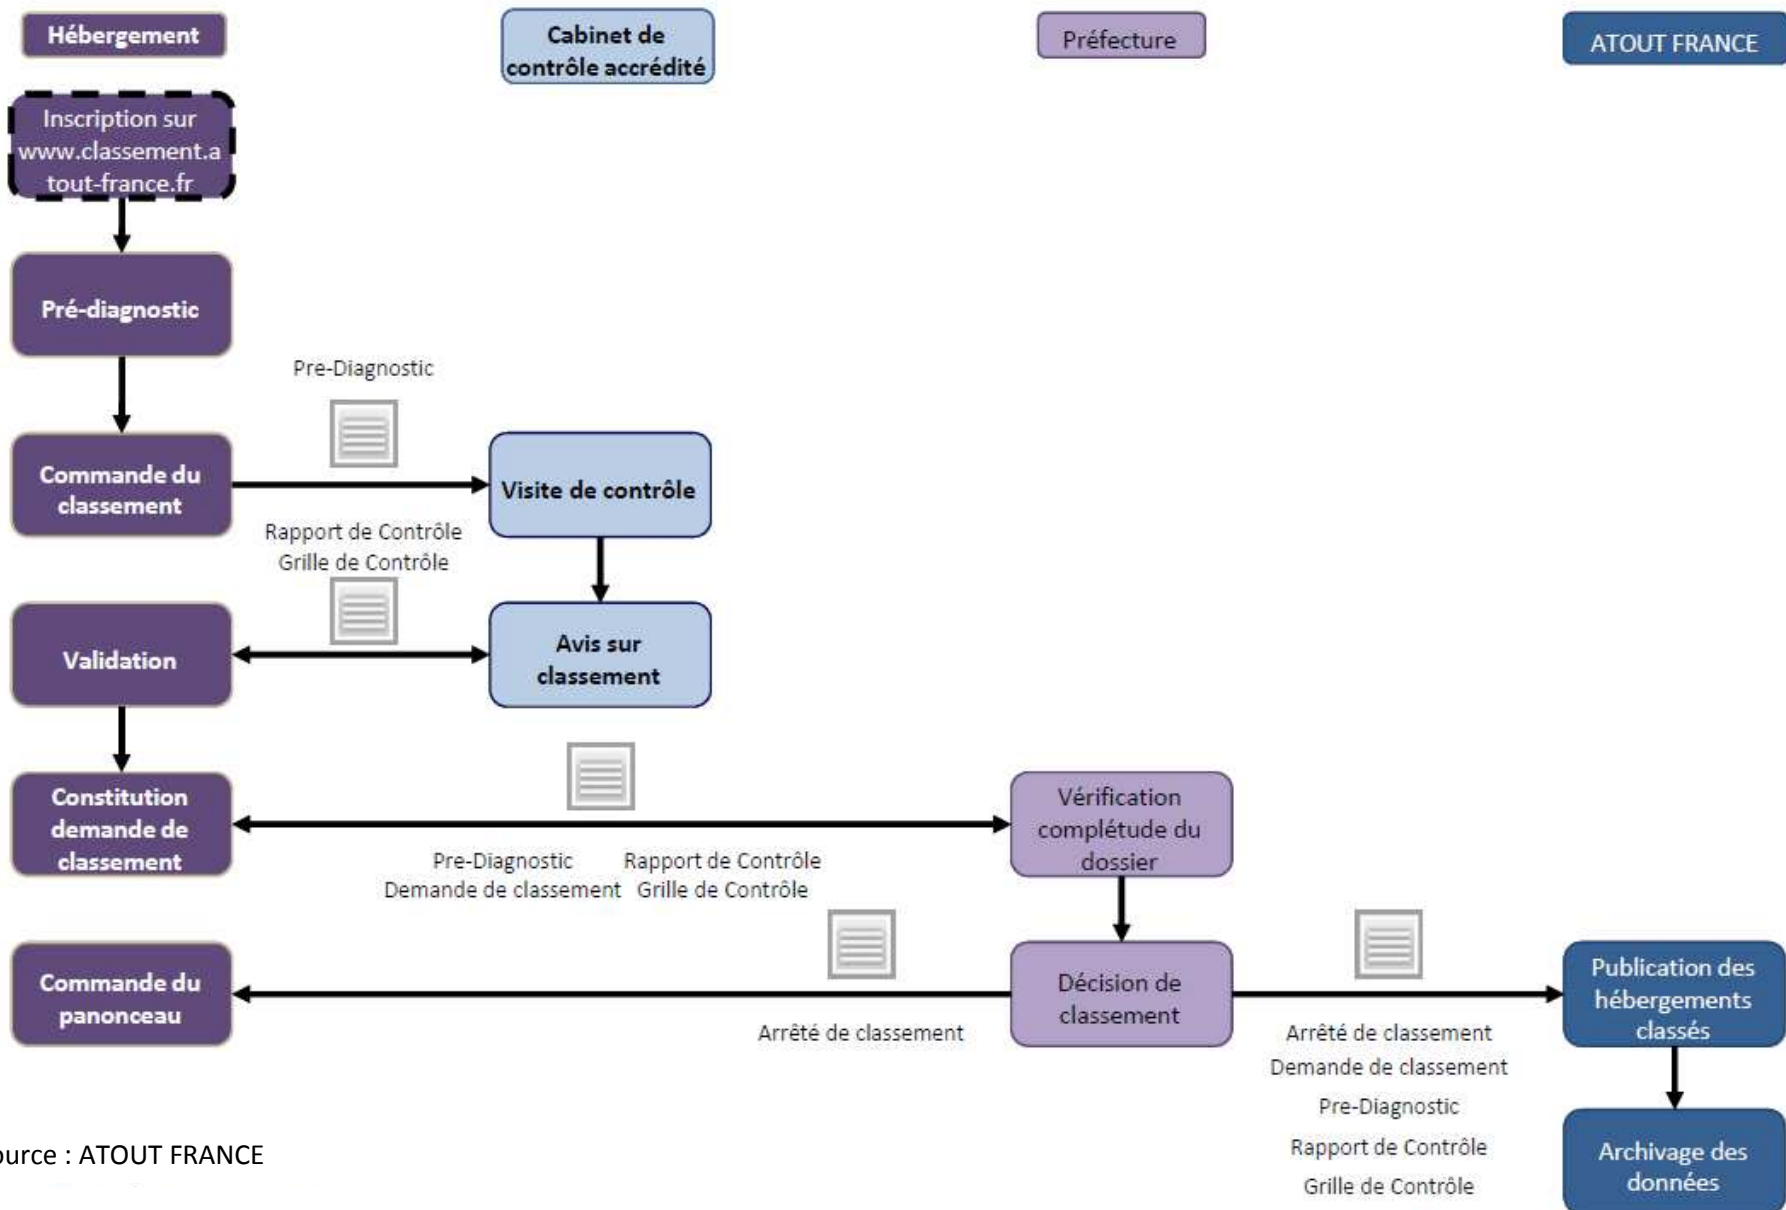 Hébergement
Cabinet de
contrôle accrédité
Préfecture
ATOUT FRANCE
Inscription sur
www.classement.a
tout-france.fr
Pré-diagnostic
Pre-Diagnostic
Commande du
classement
Visite de contrôle
Rapport de Contrôle
Grille de Contrôle
Validation
Avis sur
classement
Constitution
demande de
classement
Vérification
complétude du
dossier
Pre-Diagnostic
Demande de classement
Rapport de Contrôle
Grille de Contrôle
Commande du
panonceau
Décision de
classement
Publication des
hébergements
classés
Arrêté de classement
Arrêté de classement
Demande de classement
Pre-Diagnostic
Rapport de Contrôle
Grille de Contrôle
Archivage des
données
ource : ATOUT FRANCE